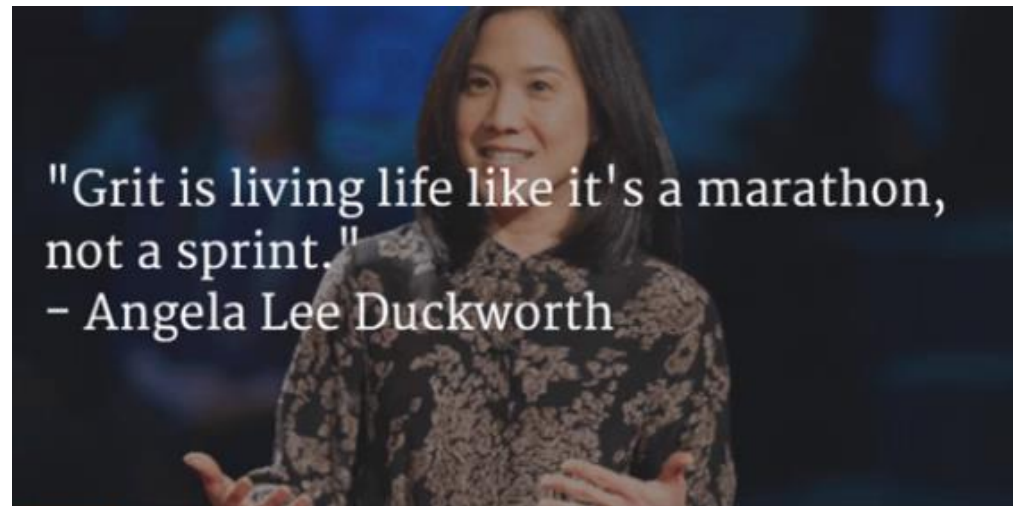 "Grit is living life like it's a marathon,
not a sprint."
- Angela Lee Duckworth